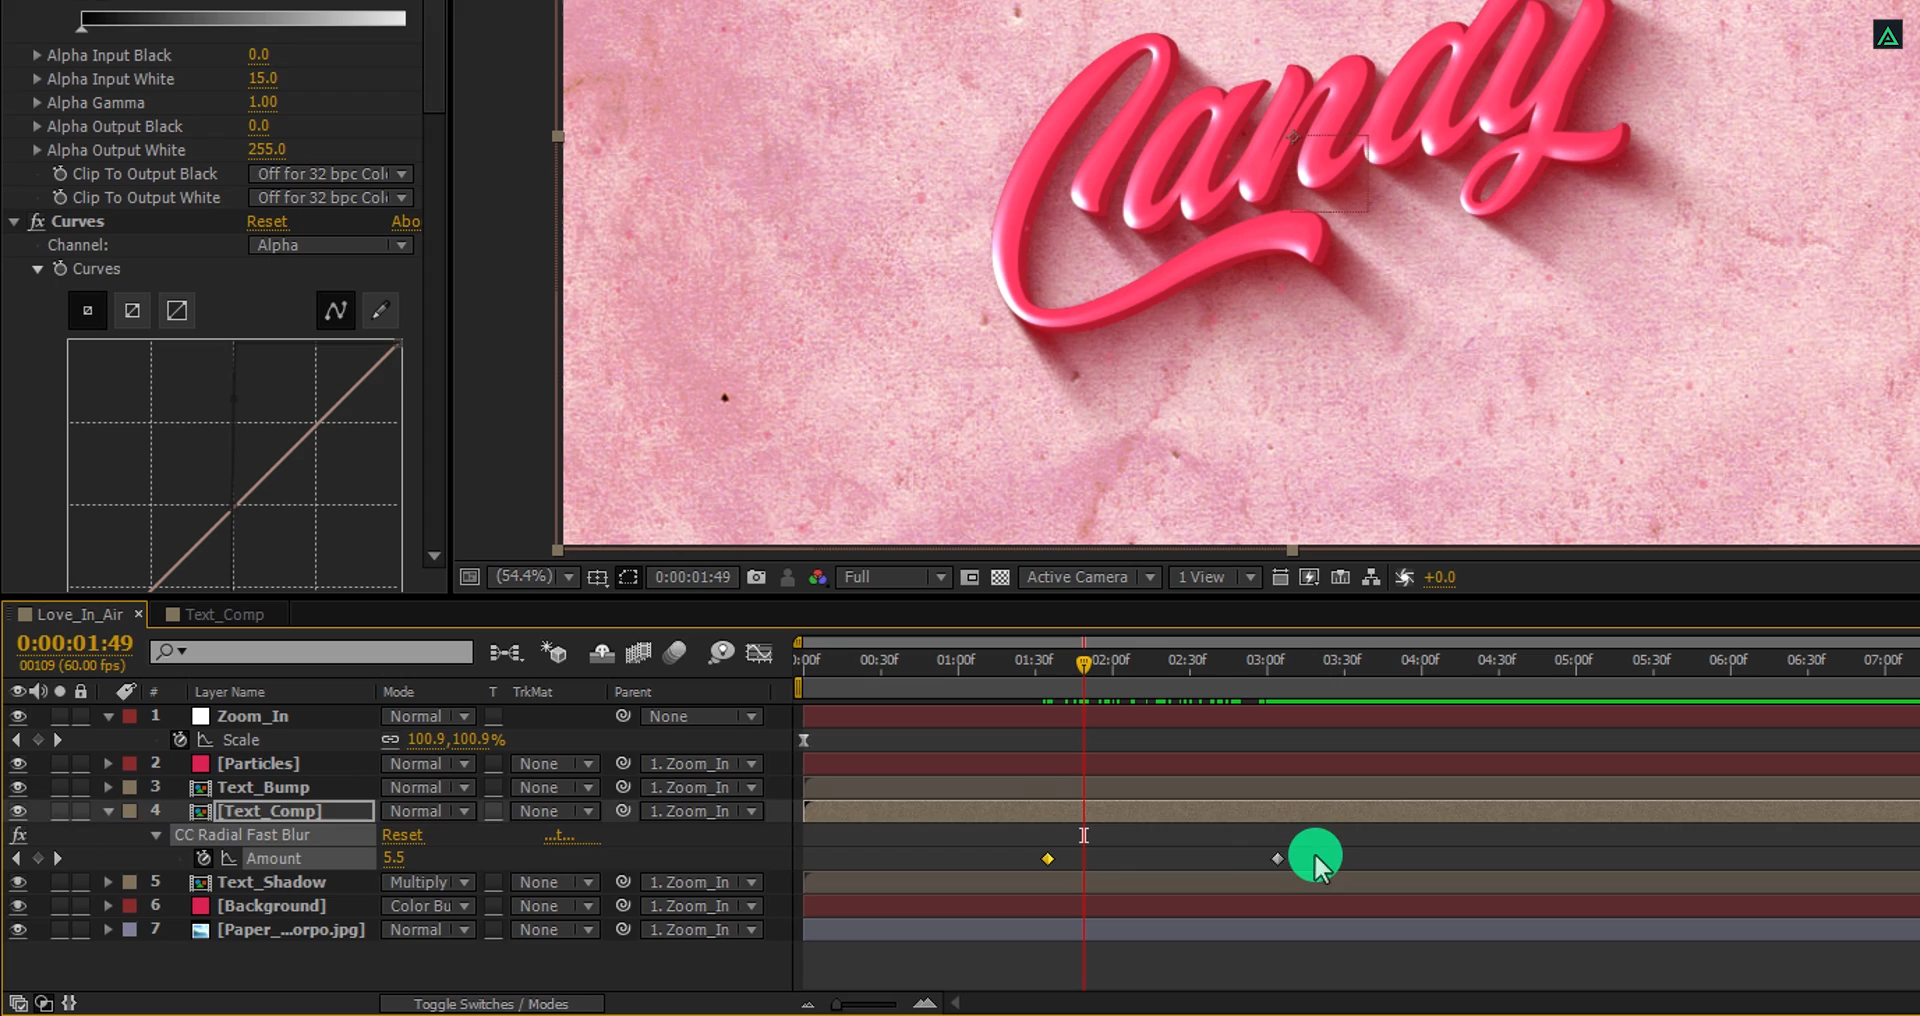 Alpha Input Black 0.0
Alpha Input White 15.0
Alpha Gamma 1.00
Alpha Output Black 0.0
Alpha Output White 255.0
Clip To Output Black Off for 32 bpc Col
Clip To Output White Off for 32 bpc Col
fx Curves Reset Abo
Channel: Alpha
Curves
Candy
(54.4%) 0:00:01:49 Full Active Camera 1 View +0.0
Love_In_Air × Text_Comp
0:00:01:49
00109 (60.00 fps)
):00f 00:30f 01:00f 01:30f 02:00f 02:30f 03:00f 03:30f 04:00f 04:30f 05:00f 05:30f 06:00f 06:30f 07:00f
# Layer Name Mode T TrkMat Parent
1 Zoom_In Normal None
Scale 100.9,100.9%
2 [Particles] Normal None 1. Zoom_In
3 Text_Bump Normal None 1. Zoom_In
4 [Text_Comp] Normal None 1. Zoom_In
fx CC Radial Fast Blur Reset ...t...
Amount 5.5
5 Text_Shadow Multiply None 1. Zoom_In
6 [Background] Color Bu None 1. Zoom_In
7 [Paper_...orpo.jpg] Normal None 1. Zoom_In
Toggle Switches / Modes